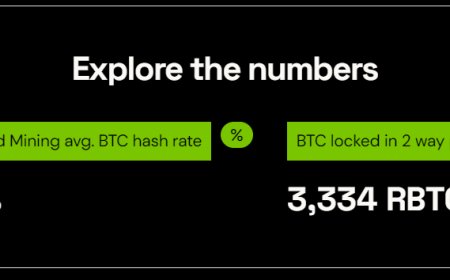 Explore the numbers
d Mining avg. BTC hash rate
%
BTC locked in 2 way
3,334 RBTC